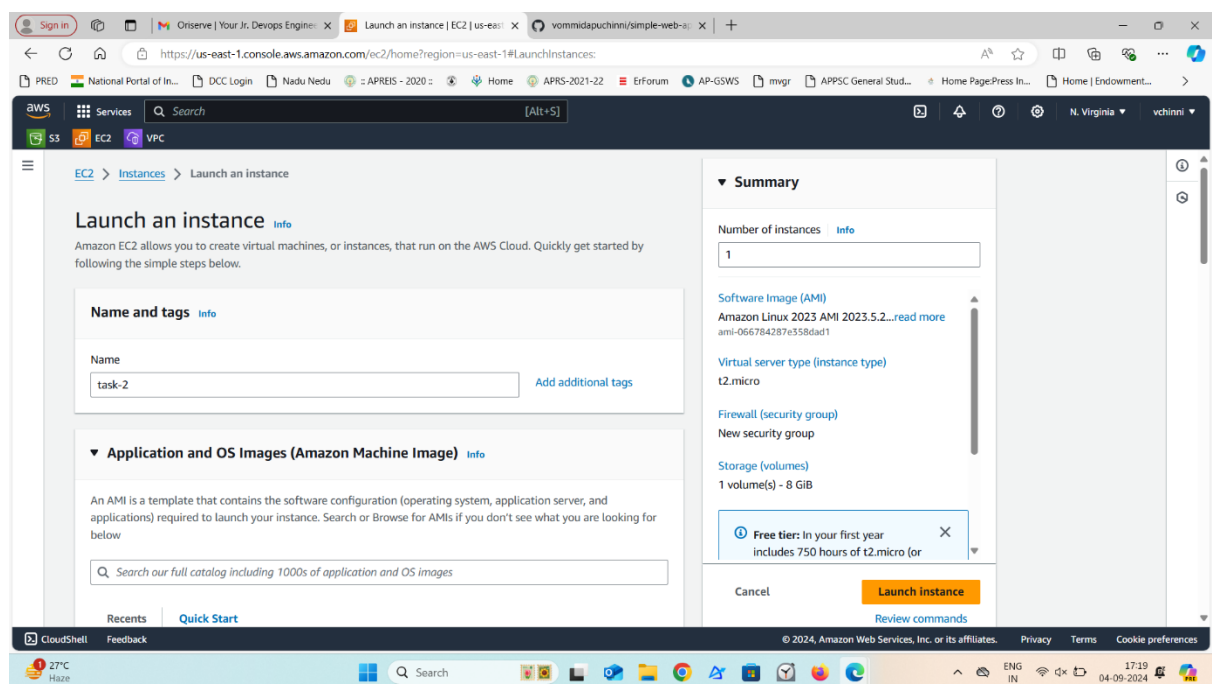 Sign in
Oriserve | Your Jr. Devops Enginee
Launch an instance | EC2 | us-east
vommidapuchinni/simple-web-ap
https://us-east-1.console.aws.amazon.com/ec2/home?region=us-east-1#LaunchInstances:
PRED National Portal of In... DCC Login Nadu Nedu :: APREIS - 2020 :: Home APRS-2021-22 ErForum AP-GSWS mvgr APPSC General Stud... Home Page:Press In... Home | Endowment...
aws Services Search [Alt+S] N. Virginia ▼ vchinni ▼
S3 EC2 VPC
EC2 > Instances > Launch an instance
Launch an instance Info
Amazon EC2 allows you to create virtual machines, or instances, that run on the AWS Cloud. Quickly get started by
following the simple steps below.
Name and tags Info
Name
task-2
Add additional tags
▼ Application and OS Images (Amazon Machine Image) Info
An AMI is a template that contains the software configuration (operating system, application server, and
applications) required to launch your instance. Search or Browse for AMIs if you don't see what you are looking for
below
Search our full catalog including 1000s of application and OS images
Recents Quick Start
▼ Summary
Number of instances Info
1
Software Image (AMI)
Amazon Linux 2023 AMI 2023.5.2...read more
ami-066784287e358dad1
Virtual server type (instance type)
t2.micro
Firewall (security group)
New security group
Storage (volumes)
1 volume(s) - 8 GiB
Free tier: In your first year
includes 750 hours of t2.micro (or
Cancel
Launch instance
Review commands
CloudShell Feedback
© 2024, Amazon Web Services, Inc. or its affiliates. Privacy Terms Cookie preferences
1
27°C
Haze
Search
ENG
IN
17:19
04-09-2024
PRE